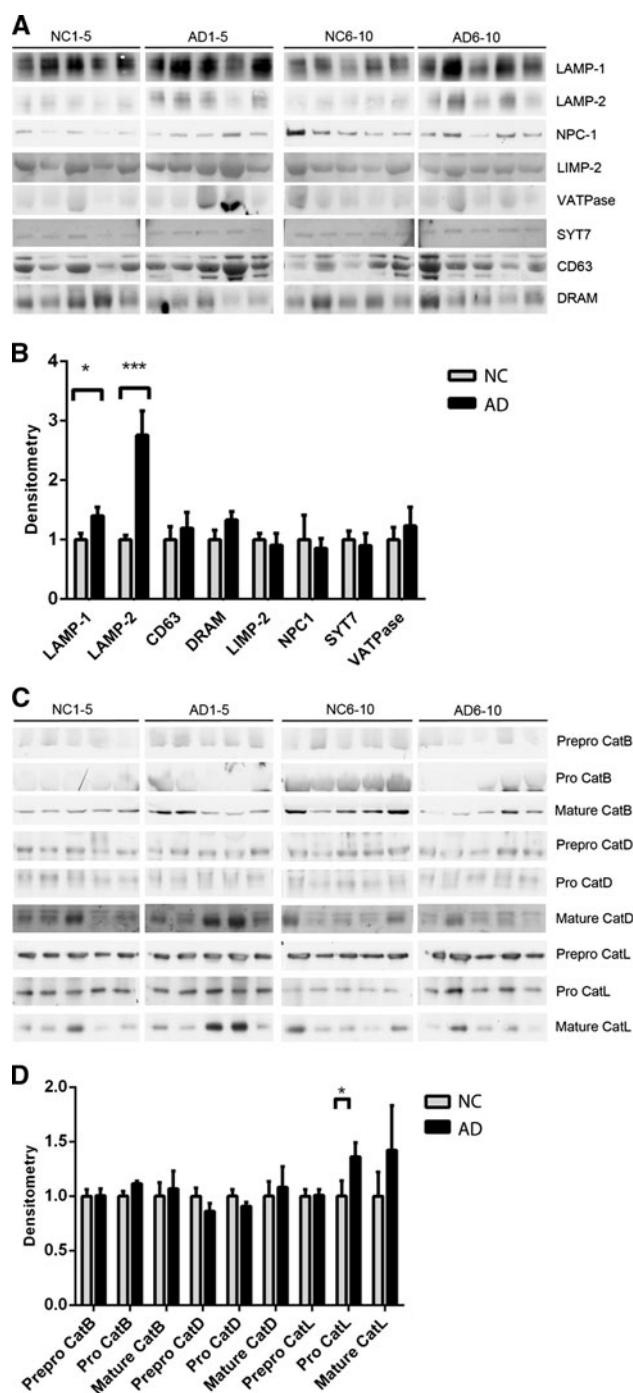 A
NC1-5 AD1-5 NC6-10 AD6-10
LAMP-1
LAMP-2
NPC-1
LIMP-2
VATPase
SYT7
CD63
DRAM
B
4
3
2
1
0
Densitometry
* ***
NC
AD
LAMP-1 LAMP-2 CD63 DRAM LIMP-2 NPC1 SYT7 VATPase
C
NC1-5 AD1-5 NC6-10 AD6-10
Prepro CatB
Pro CatB
Mature CatB
Prepro CatD
Pro CatD
Mature CatD
Prepro CatL
Pro CatL
Mature CatL
D
2.0
1.5
1.0
0.5
0.0
Densitometry
*
NC
AD
Prepro CatB Pro CatB Mature CatB Prepro CatD Pro CatD Mature CatD Prepro CatL Pro CatL Mature CatL